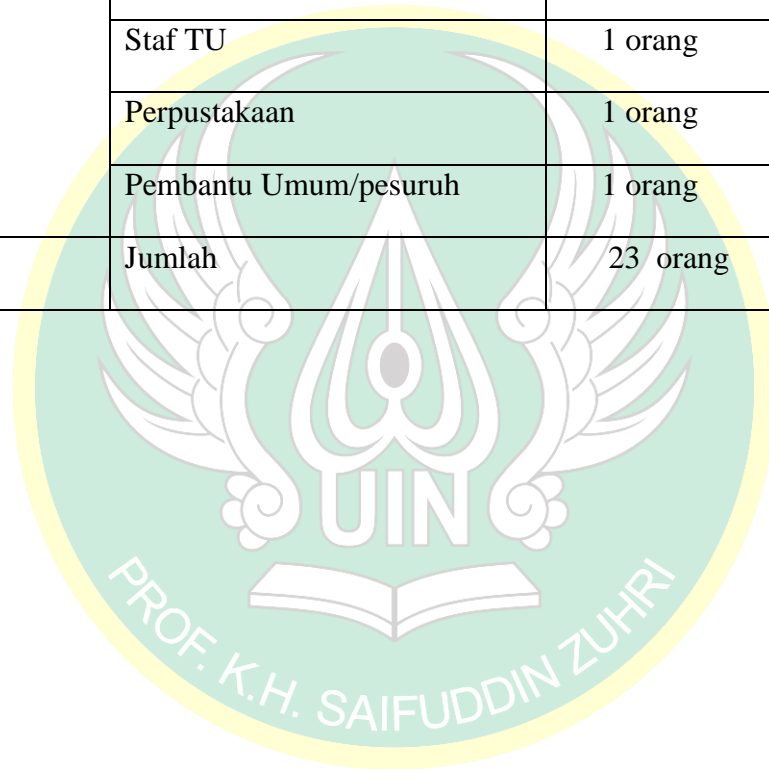 Staf TU 1 orang
Perpustakaan 1 orang
Pembantu Umum/pesuruh 1 orang
Jumlah 23 orang
UIN
PROF. K.H. SAIFUDDIN ZUHRI